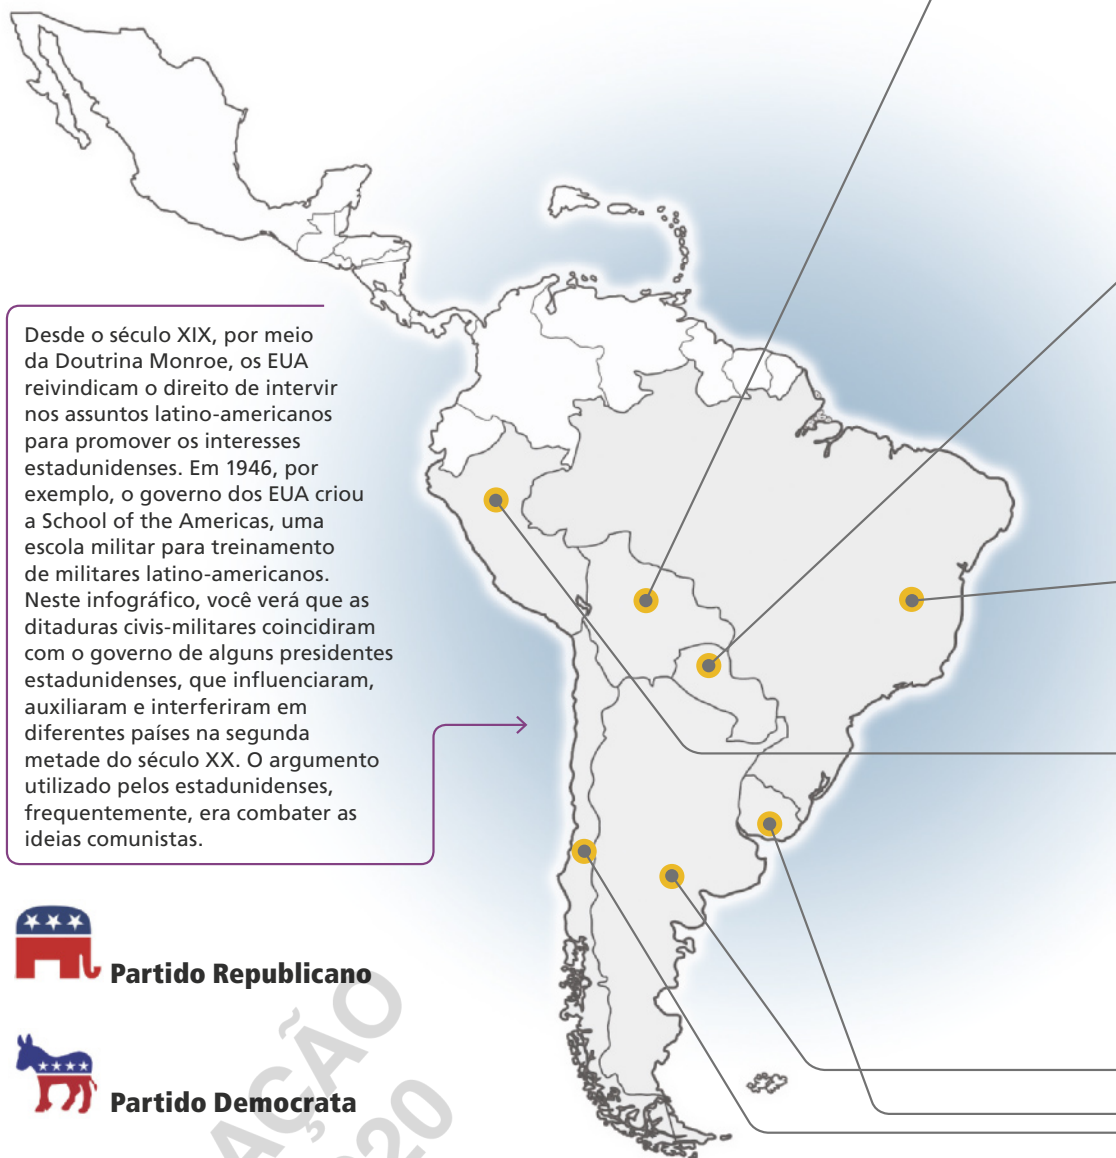 Desde o século XIX, por meio
da Doutrina Monroe, os EUA
reivindicam o direito de intervir
nos assuntos latino-americanos
para promover os interesses
estadunidenses. Em 1946, por
exemplo, o governo dos EUA criou
a School of the Americas, uma
escola militar para treinamento
de militares latino-americanos.
Neste infográfico, você verá que as
ditaduras civis-militares coincidiram
com o governo de alguns presidentes
estadunidenses, que influenciaram,
auxiliaram e interferiram em
diferentes países na segunda
metade do século XX. O argumento
utilizado pelos estadunidenses,
frequentemente, era combater as
ideias comunistas.
Partido Republicano
Partido Democrata
AÇÃO
20